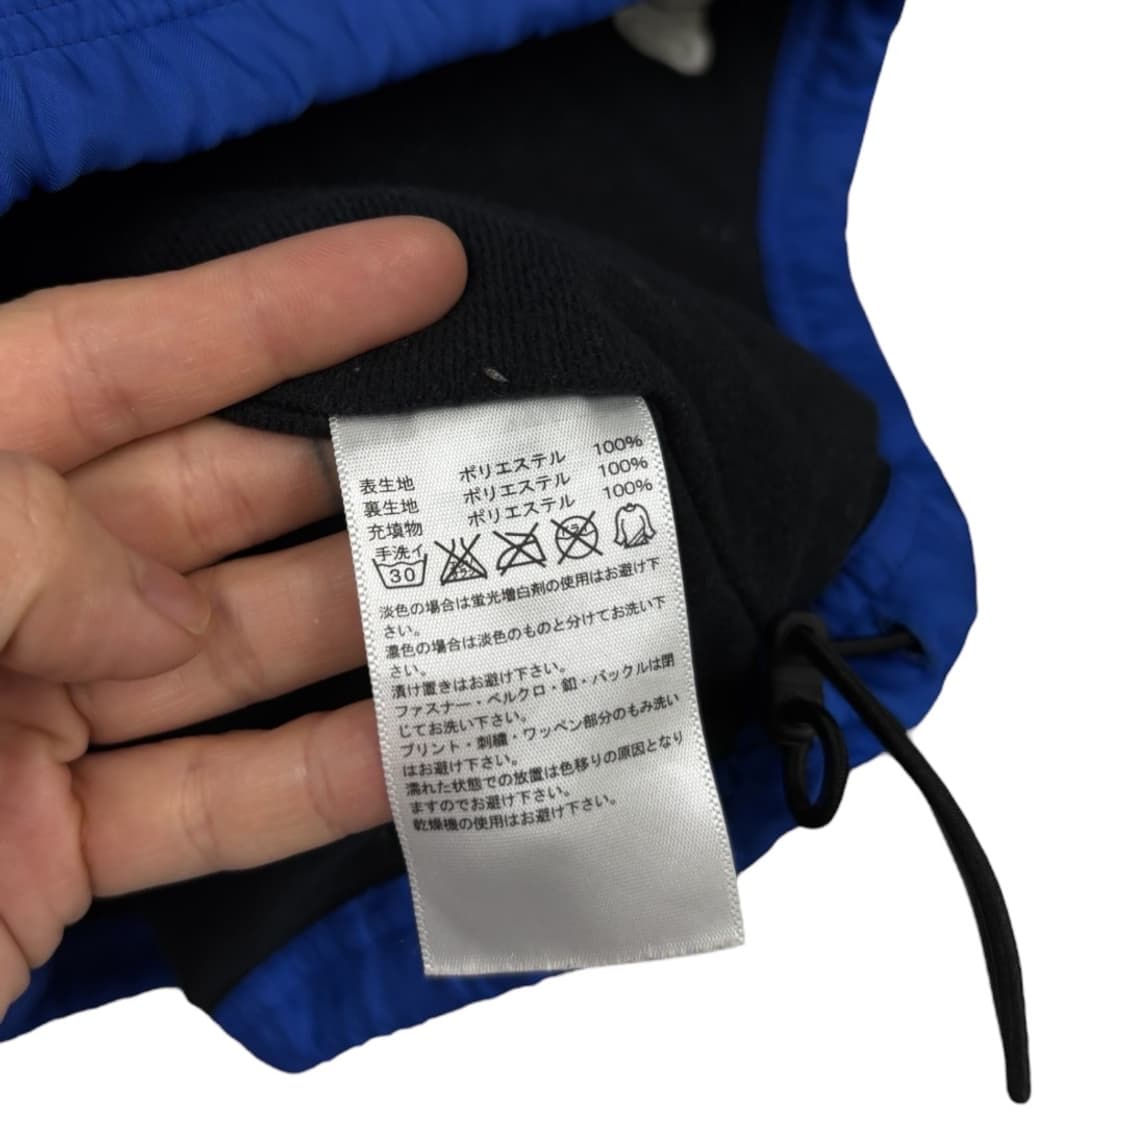 表生地 ポリエステル 100%
裏生地 ポリエステル 100%
充填物 ポリエステル 100%
手洗イ
30
淡色の場合は蛍光増白剤の使用はお避け下
さい。
濃色の場合は淡色のものと分けてお洗い下
さい。
漬け置きはお避け下さい。
ファスナー・ベルクロ・釦・バックルは閉
じてお洗い下さい。
プリント・刺繍・ワッペン部分のもみ洗い
はお避け下さい。
濡れた状態での放置は色移りの原因となり
ますのでお避け下さい。
乾燥機の使用はお避け下さい。